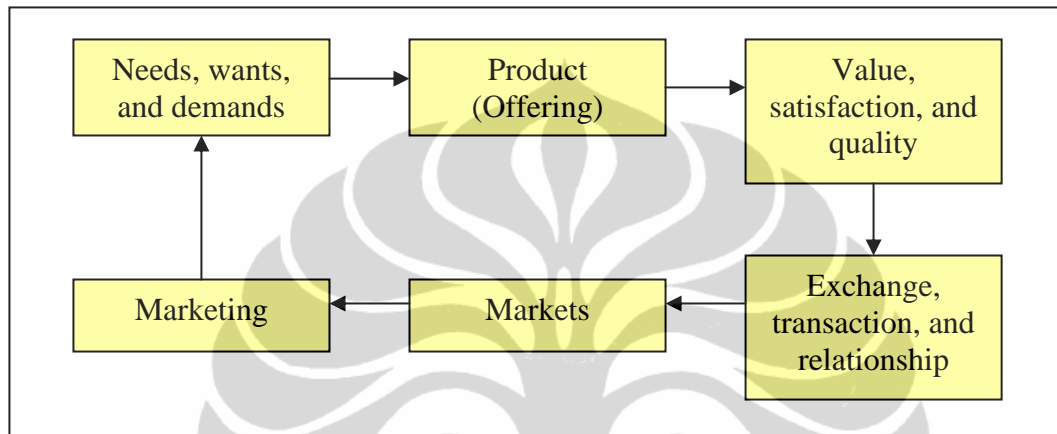 Needs, wants,
and demands
Product
(Offering)
Value,
satisfaction, and
quality
Exchange,
transaction, and
relationship
Markets
Marketing